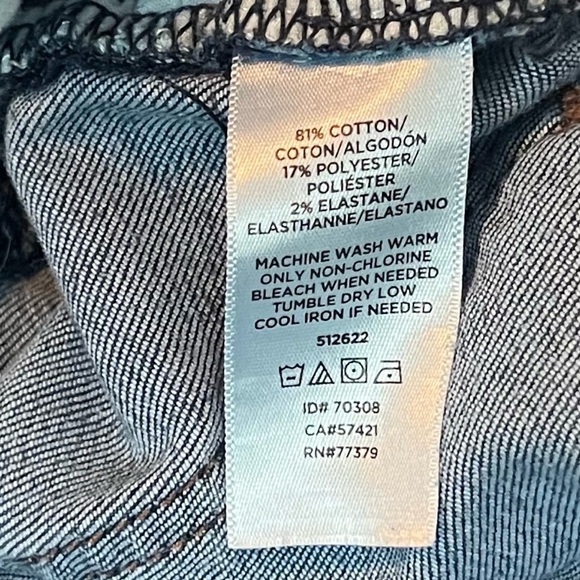 81% COTTON/
COTON/ALGODÓN
17% POLYESTER/
POLIÉSTER
2% ELASTANE/
ELASTHANNE/ELASTANO
MACHINE WASH WARM
ONLY NON-CHLORINE
BLEACH WHEN NEEDED
TUMBLE DRY LOW
COOL IRON IF NEEDED
512622
ID# 70308
CA#57421
RN#77379